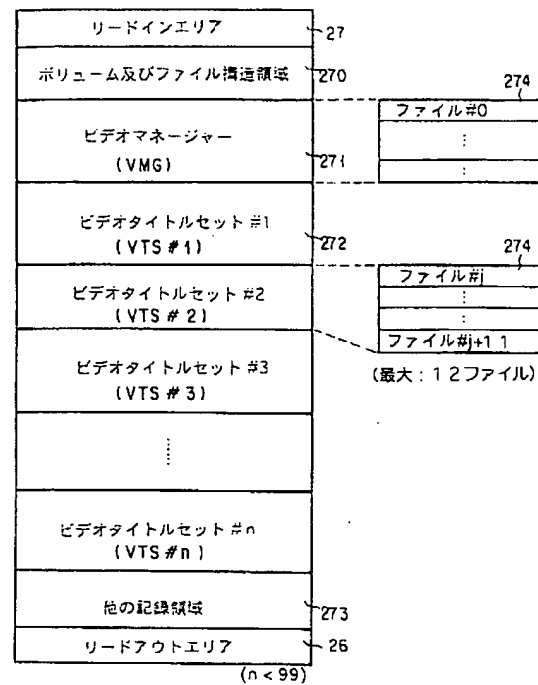 リードインエリア
27
ボリューム及びファイル構造領域
270
ビデオマネージャー
(VMG)
271
274
ファイル#0
⋮
:
ビデオタイトルセット #1
(VTS #1)
272
ビデオタイトルセット #2
(VTS # 2)
274
ファイル#j
⋮
:
ファイル#j+11
(最大:12ファイル)
ビデオタイトルセット #3
(VTS # 3)
⋮
ビデオタイトルセット #n
(VTS #n)
他の記録領域
273
リードアウトエリア
26
(n < 99)